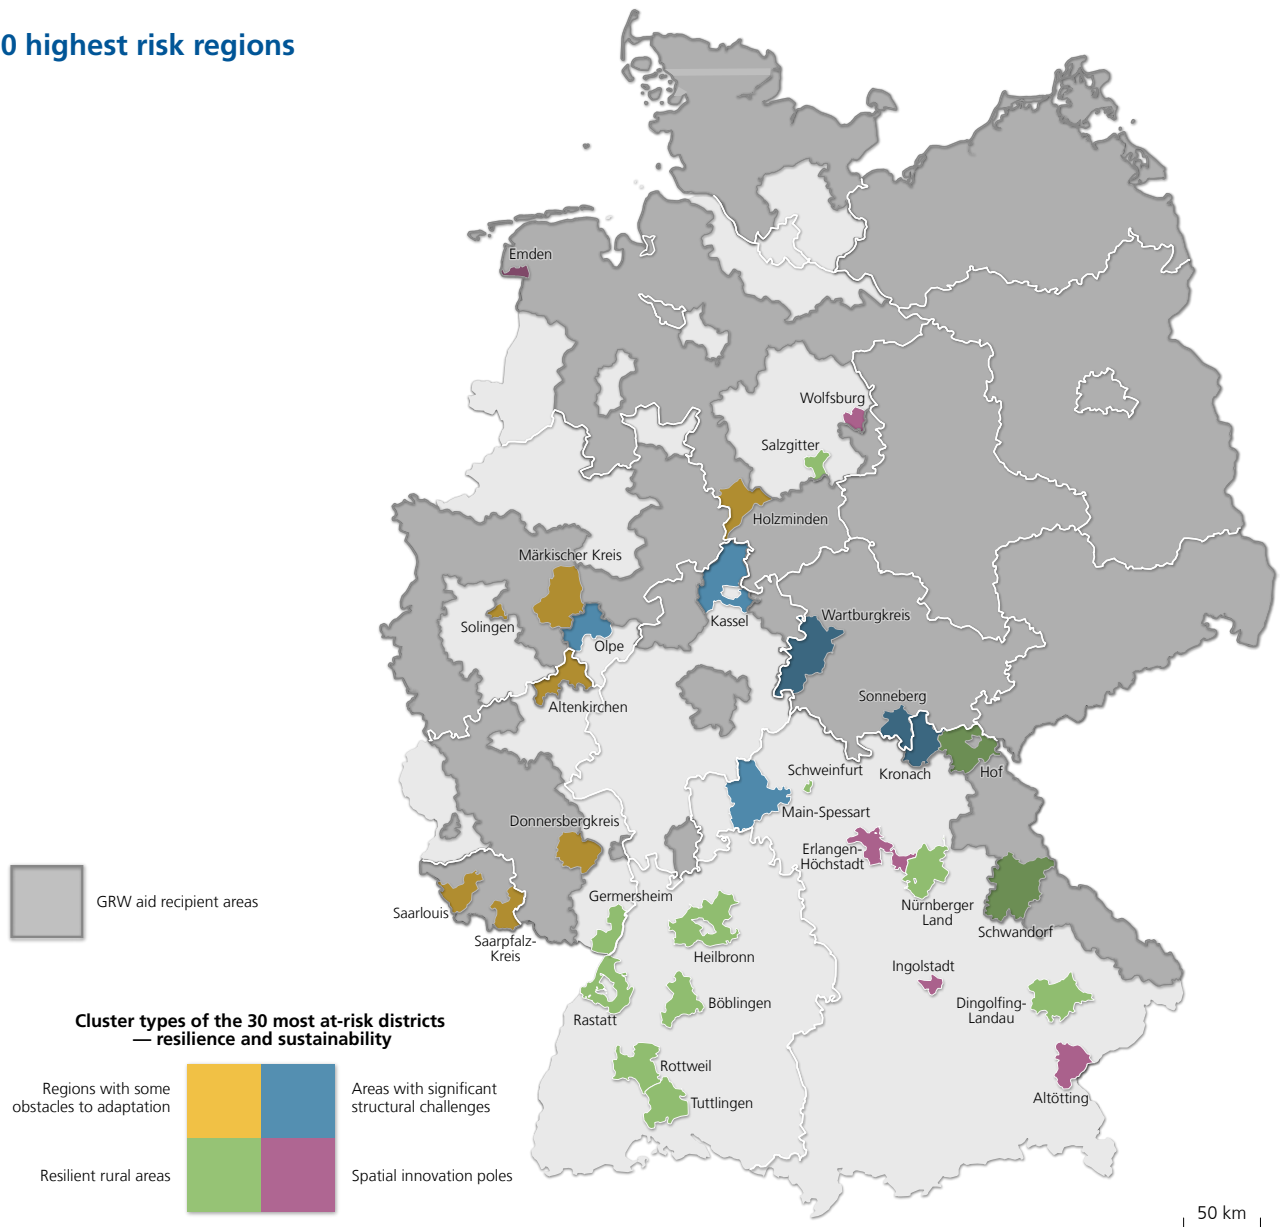 0 highest risk regions
Emden
Wolfsburg
Salzgitter
Holzminden
Märkischer Kreis
Solingen
Olpe
Kassel
Wartburgkreis
Altenkirchen
Sonneberg
Kronach
Hof
Schweinfurt
Main-Spessart
Donnersbergkreis
Erlangen-
Höchstadt
Germersheim
Nürnberger
Land
Schwandorf
GRW aid recipient areas
Saarlouis
Saarpfalz-
Kreis
Heilbronn
Ingolstadt
Dingolfing-
Landau
Böblingen
Rastatt
Rottweil
Tuttlingen
Altötting
Cluster types of the 30 most at-risk districts
— resilience and sustainability
Regions with some
obstacles to adaptation
Areas with significant
structural challenges
Resilient rural areas
Spatial innovation poles
50 km